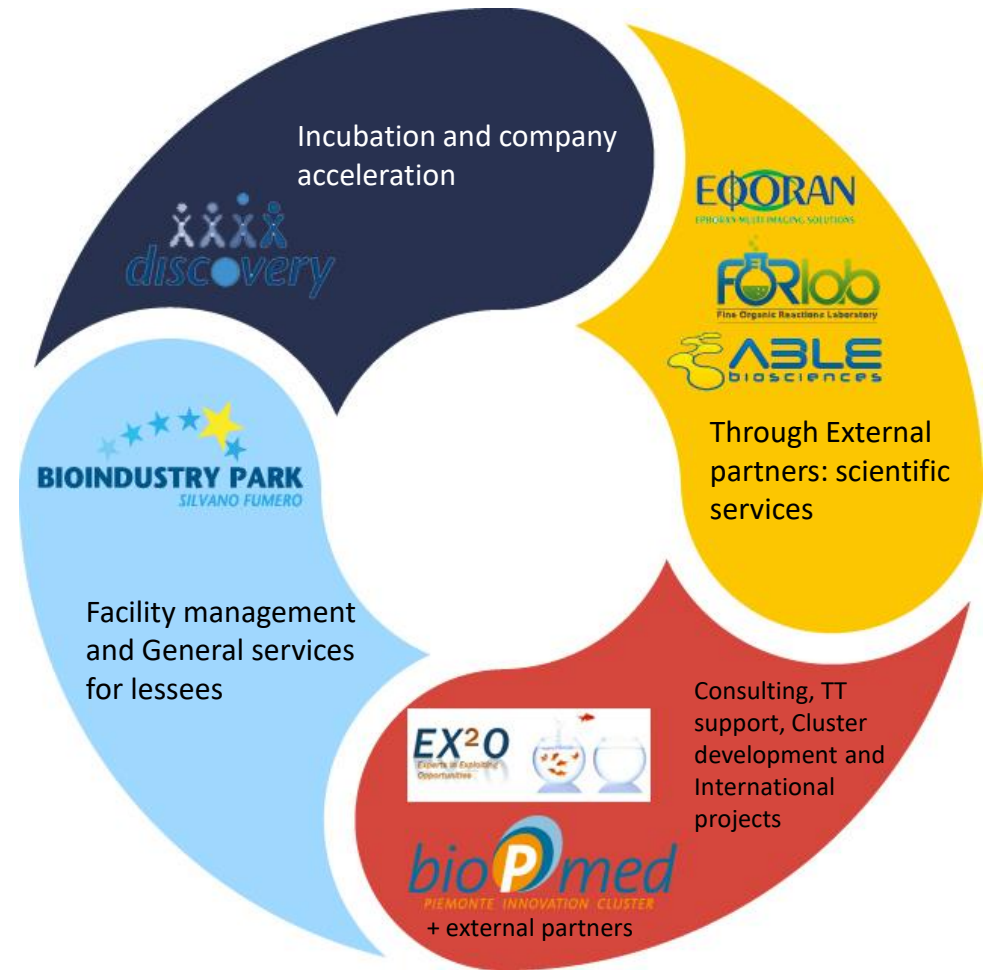 Incubation and company
acceleration
discovery
EΦORAN
EPHORAN MULTI IMAGING SOLUTIONS
FORlab
Fine Organic Reactions Laboratory
ABLE
biosciences
Through External
partners: scientific
services
BIOINDUSTRY PARK
SILVANO FUMERO
Facility management
and General services
for lessees
Consulting, TT
support, Cluster
development and
International
projects
EX²O
Experts in Exploiting
Opportunities
bioPmed
PIEMONTE INNOVATION CLUSTER
+ external partners